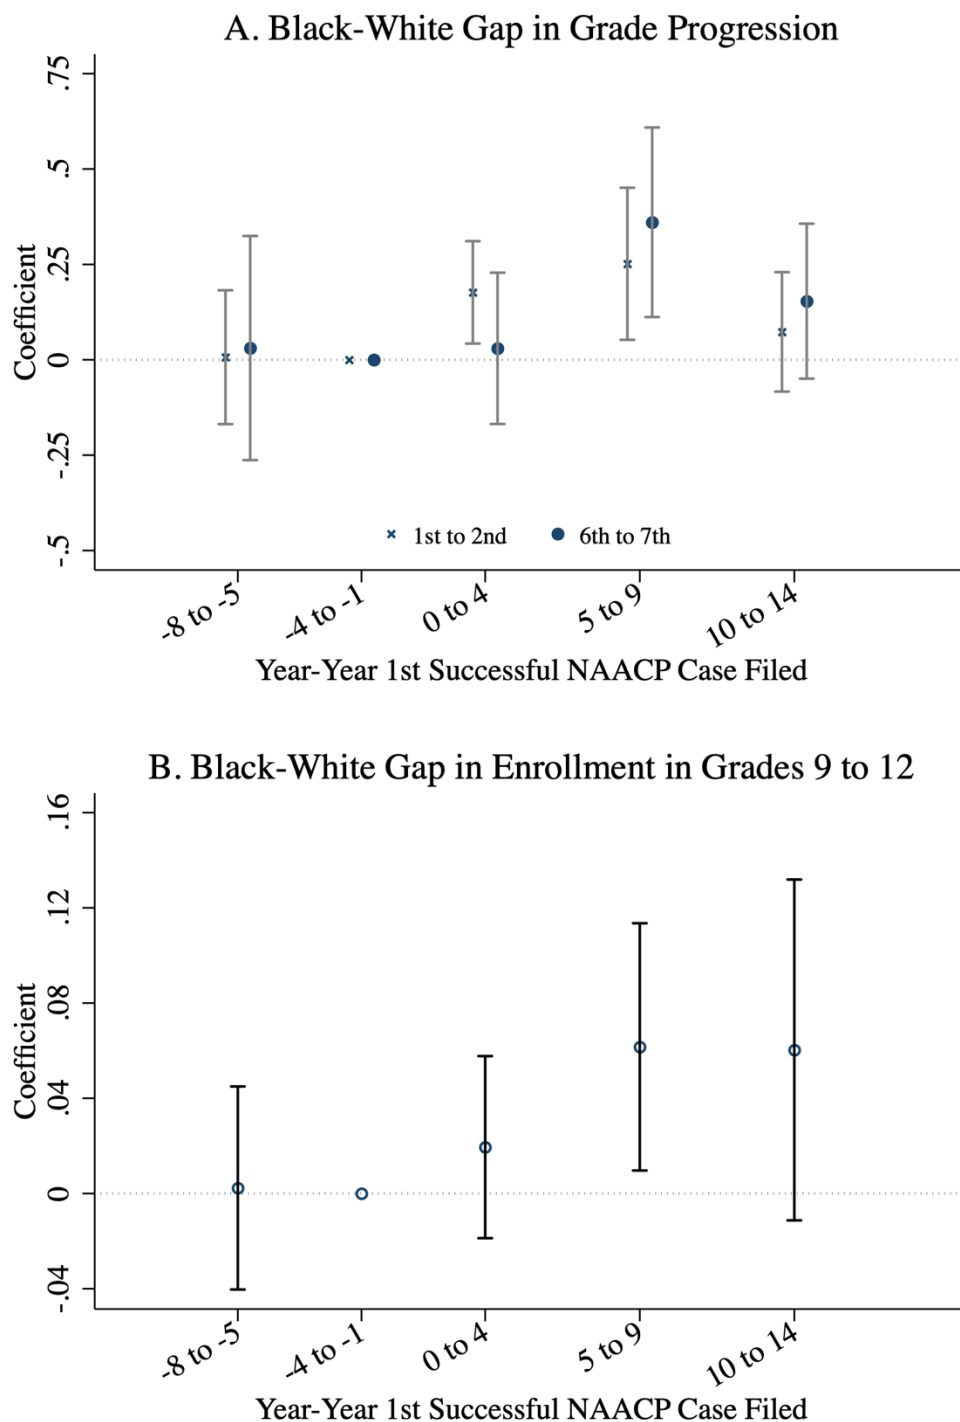 A. Black-White Gap in Grade Progression
Coefficient
.75
.5
.25
0
-.25
-.5
1st to 2nd 6th to 7th
-8 to -5 -4 to -1 0 to 4 5 to 9 10 to 14
Year-Year 1st Successful NAACP Case Filed
B. Black-White Gap in Enrollment in Grades 9 to 12
Coefficient
.16
.12
.08
.04
0
-.04
-8 to -5 -4 to -1 0 to 4 5 to 9 10 to 14
Year-Year 1st Successful NAACP Case Filed